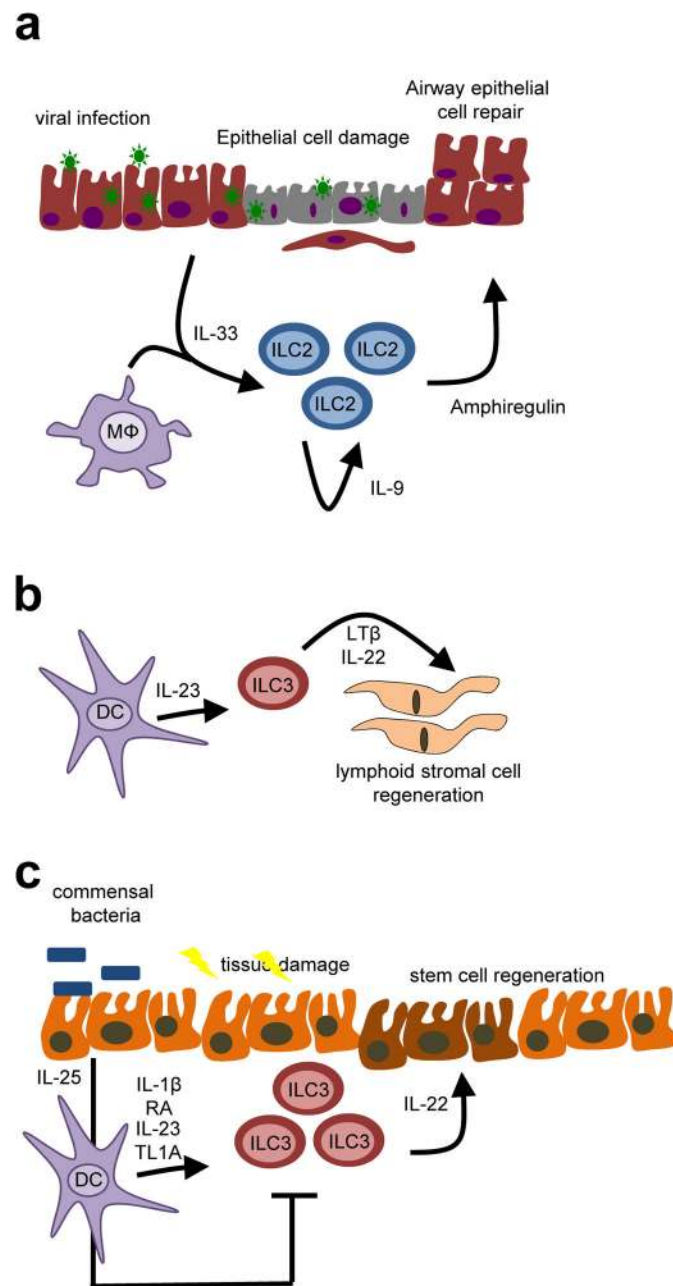 a
viral infection
Epithelial cell damage
Airway epithelial
cell repair
IL-33
ILC2
ILC2
ILC2
MΦ
Amphiregulin
IL-9
b
DC
IL-23
ILC3
LTβ
IL-22
lymphoid stromal cell
regeneration
c
commensal
bacteria
tissue damage
stem cell regeneration
IL-25
IL-1β
RA
IL-23
TL1A
DC
ILC3
ILC3
ILC3
IL-22